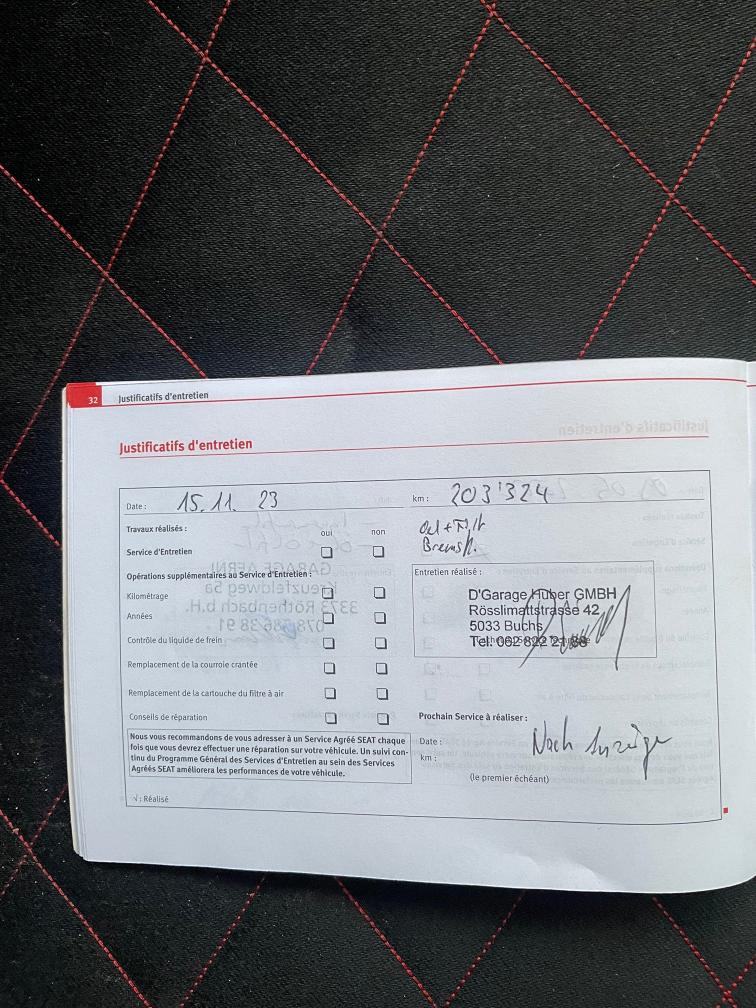 32 Justificatifs d'entretien
Justificatifs d'entretien
Date : 15.11.23 km : 203'324
Travaux réalisés : oui non
Oel +
Service d'Entretien
Opérations supplémentaires au Service d'Entretien :
Entretien réalisé :
Kilométrage
D'Garage Huber GMBH
Rösslimattstrasse 42
Années
5033 Buchs
Contrôle du liquide de frein
Tel: 062 822 21
Remplacement de la courroie crantée
Remplacement de la cartouche du filtre à air
Conseils de réparation
Prochain Service à réaliser :
Nous vous recommandons de vous adresser à un Service Agréé SEAT chaque
fois que vous devrez effectuer une réparation sur votre véhicule. Un suivi con-
tinu du Programme Général des Services d'Entretien au sein des Services
Agréés SEAT améliorera les performances de votre véhicule.
Date : Nach Anzeige
km :
(le premier échéant)
√ : Réalisé